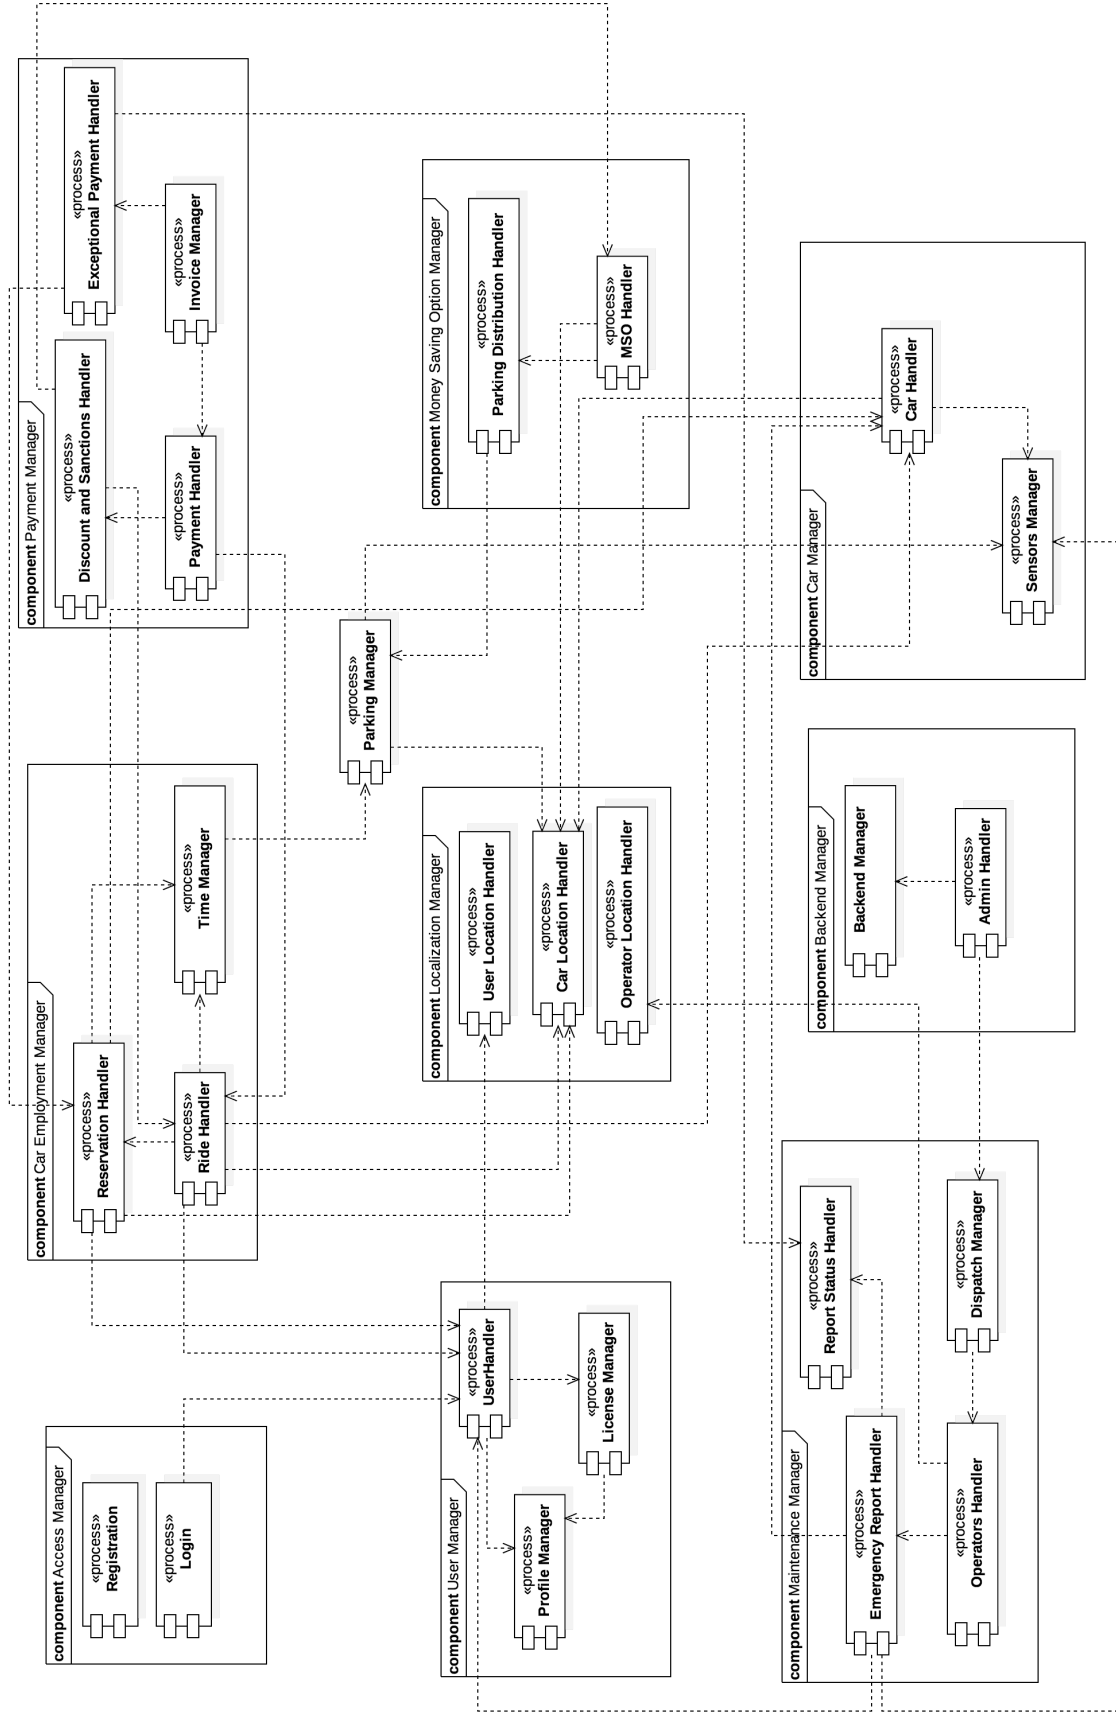 component Access Manager
«process»
Registration
«process»
Login
component Car Employment Manager
«process»
Reservation Handler
«process»
Ride Handler
«process»
Time Manager
component Payment Manager
«process»
Discount and Sanctions Handler
«process»
Exceptional Payment Handler
«process»
Payment Handler
«process»
Invoice Manager
«process»
Parking Manager
component User Manager
«process»
UserHandler
«process»
Profile Manager
«process»
License Manager
component Localization Manager
«process»
User Location Handler
«process»
Car Location Handler
«process»
Operator Location Handler
component Money Saving Option Manager
«process»
Parking Distribution Handler
«process»
MSO Handler
component Maintenance Manager
«process»
Report Status Handler
«process»
Emergency Report Handler
«process»
Operators Handler
«process»
Dispatch Manager
component Backend Manager
Backend Manager
«process»
Admin Handler
component Car Manager
«process»
Car Handler
«process»
Sensors Manager